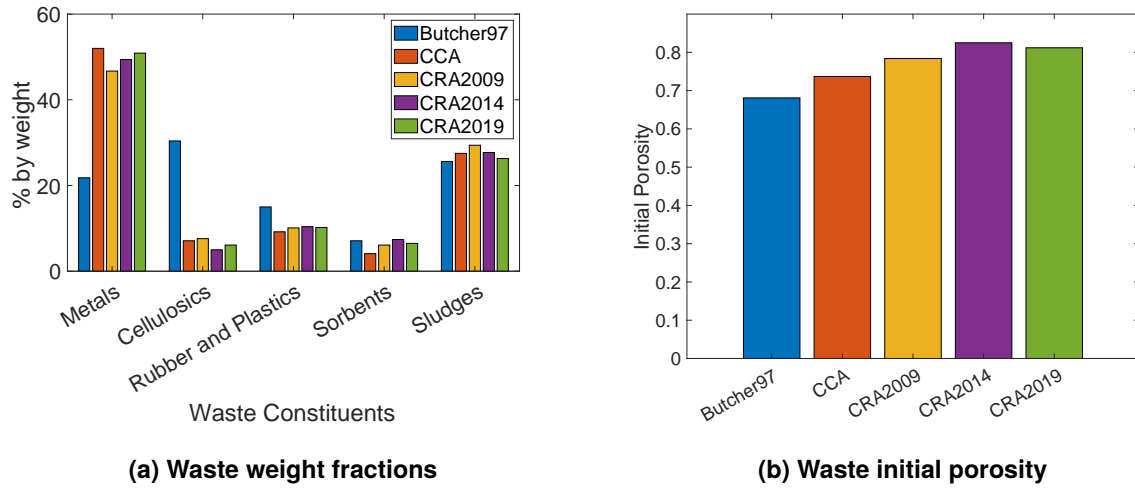 60
40
20
0
% by weight
Butcher97
CCA
CRA2009
CRA2014
CRA2019
Metals
Cellulosics
Rubber and Plastics
Sorbents
Sludges
Waste Constituents
(a) Waste weight fractions
0.8
0.7
0.6
0.5
0.4
0.3
0.2
0.1
0
Initial Porosity
Butcher97
CCA
CRA2009
CRA2014
CRA2019
(b) Waste initial porosity